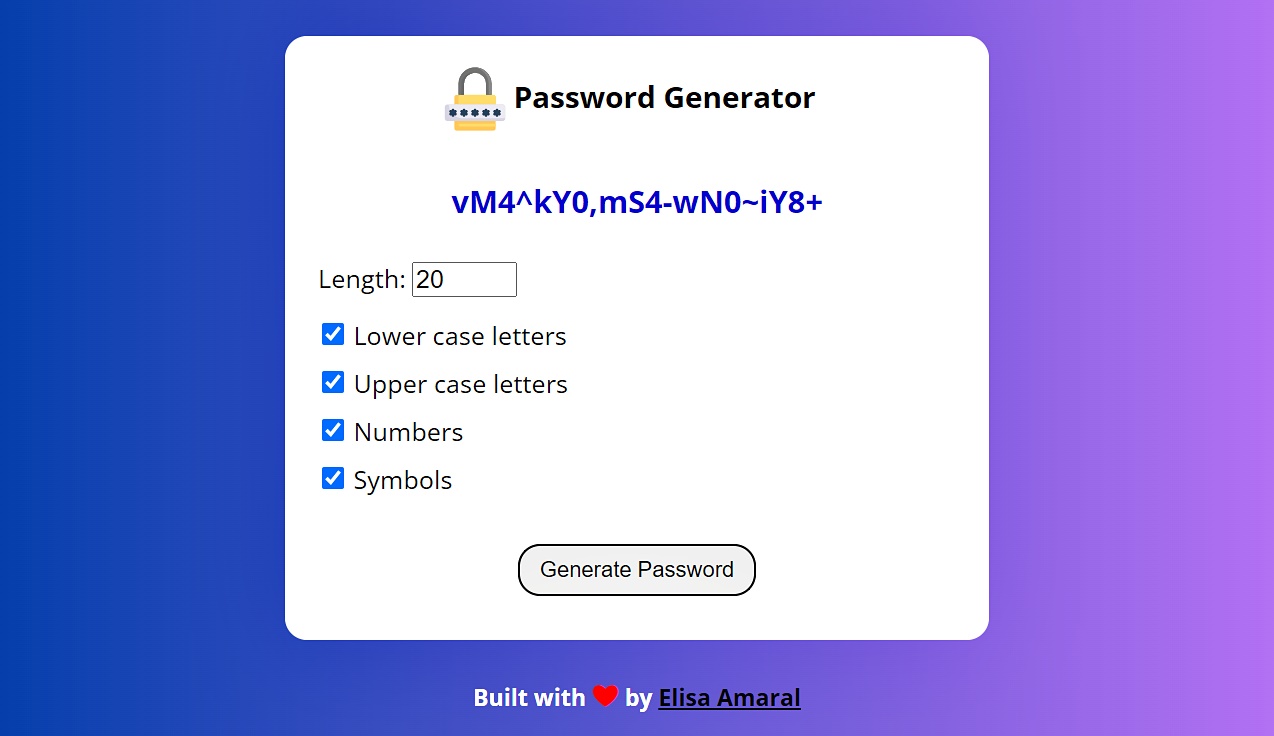 Password Generator
vM4^kY0,mS4-wN0~iY8+
Length: 20
Lower case letters
Upper case letters
Numbers
Symbols
Generate Password
Built with ❤️ by Elisa Amaral